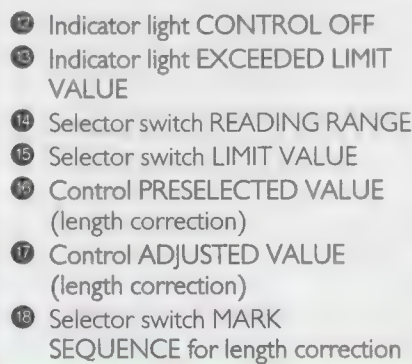 12 Indicator light CONTROL OFF
13 Indicator light EXCEEDED LIMIT
VALUE
14 Selector switch READING RANGE
15 Selector switch LIMIT VALUE
16 Control PRESELECTED VALUE
(length correction)
17 Control ADJUSTED VALUE
(length correction)
18 Selector switch MARK
SEQUENCE for length correction